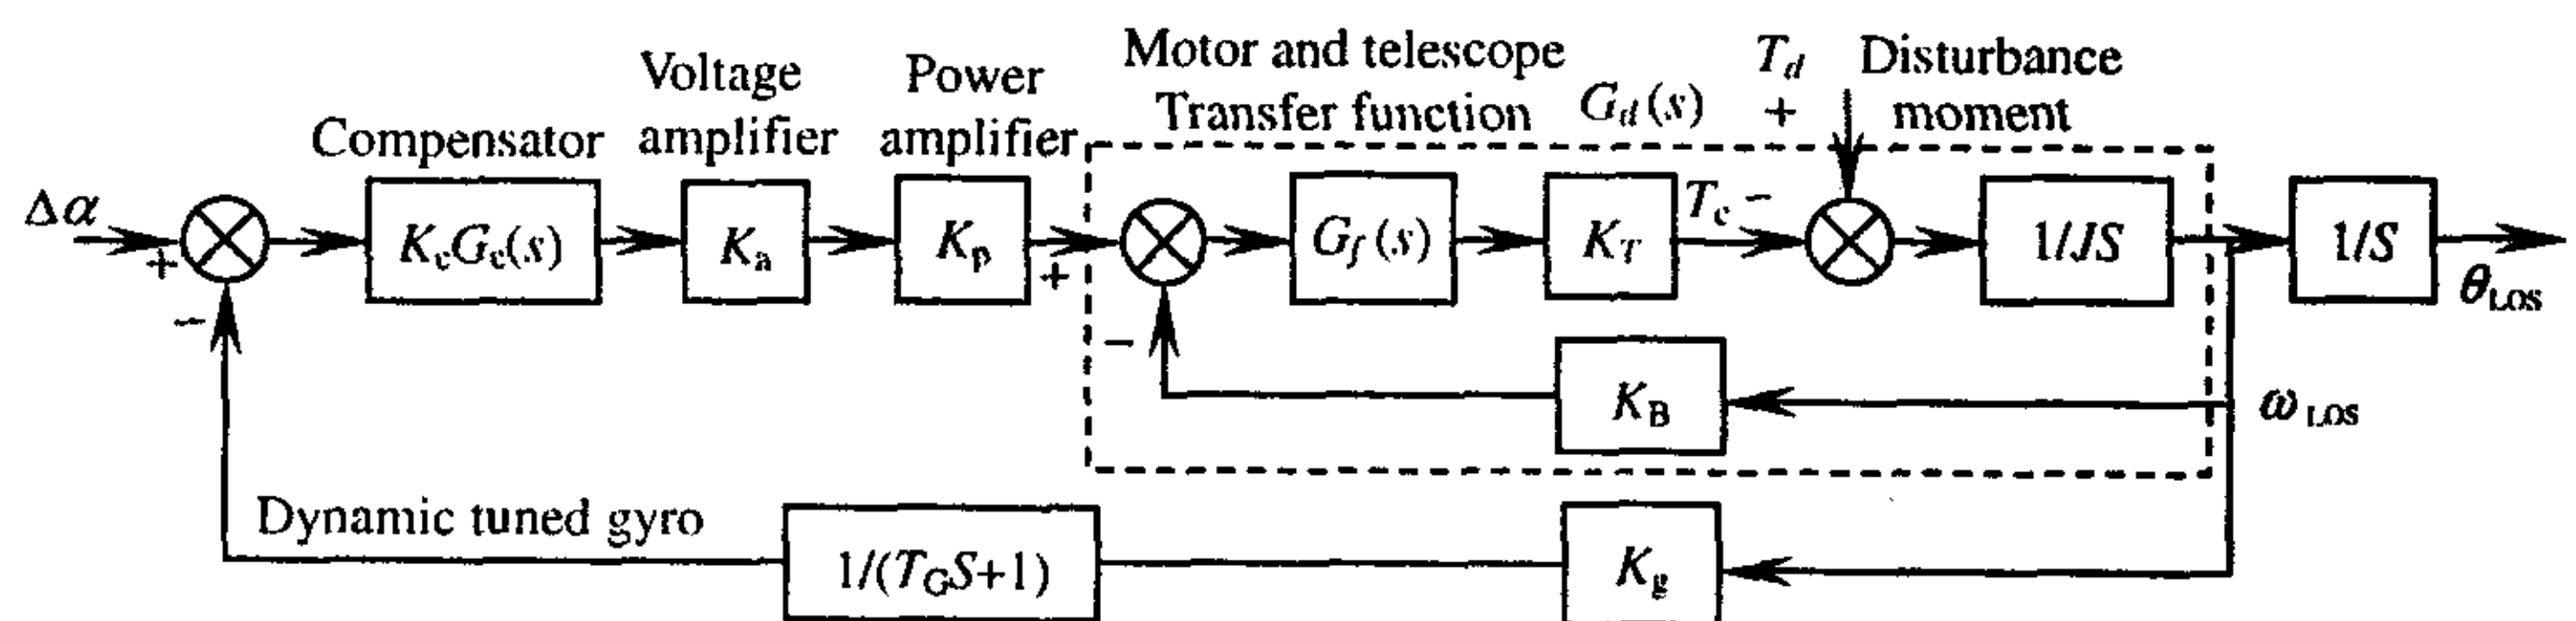 Motor and telescope
Transfer function
G_d(s)
T_d
+
Disturbance
moment
Voltage
amplifier
Power
amplifier
Compensator
Δα
+
−
K_cG_c(s)
K_a
K_p
+
−
G_f(s)
K_T
T_c −
1/JS
1/S
θ_LOS
K_B
ω_LOS
Dynamic tuned gyro
1/(T_GS+1)
K_g